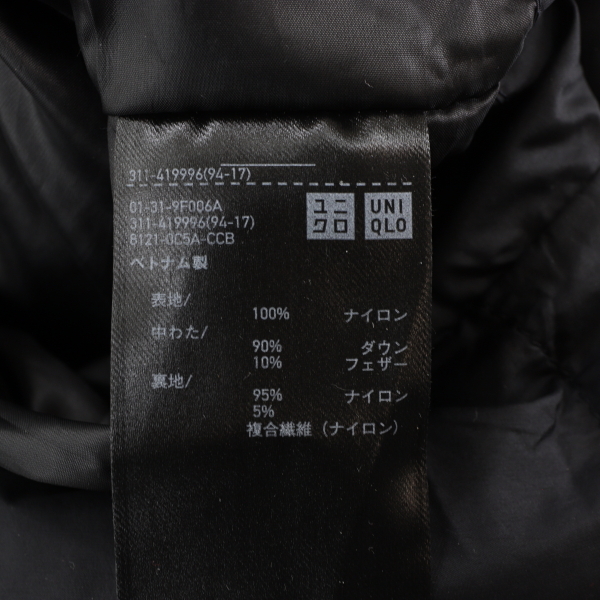 311-419996(94-17)
01-31-9F006A
311-419996(94-17)
6121-0C5A-CCB
ベトナム製
ユニ
クロ
UNI
QLO
表地/
100% ナイロン
中わた/
90% ダウン
10% フェザー
裏地/
95% ナイロン
5%
複合繊維（ナイロン）